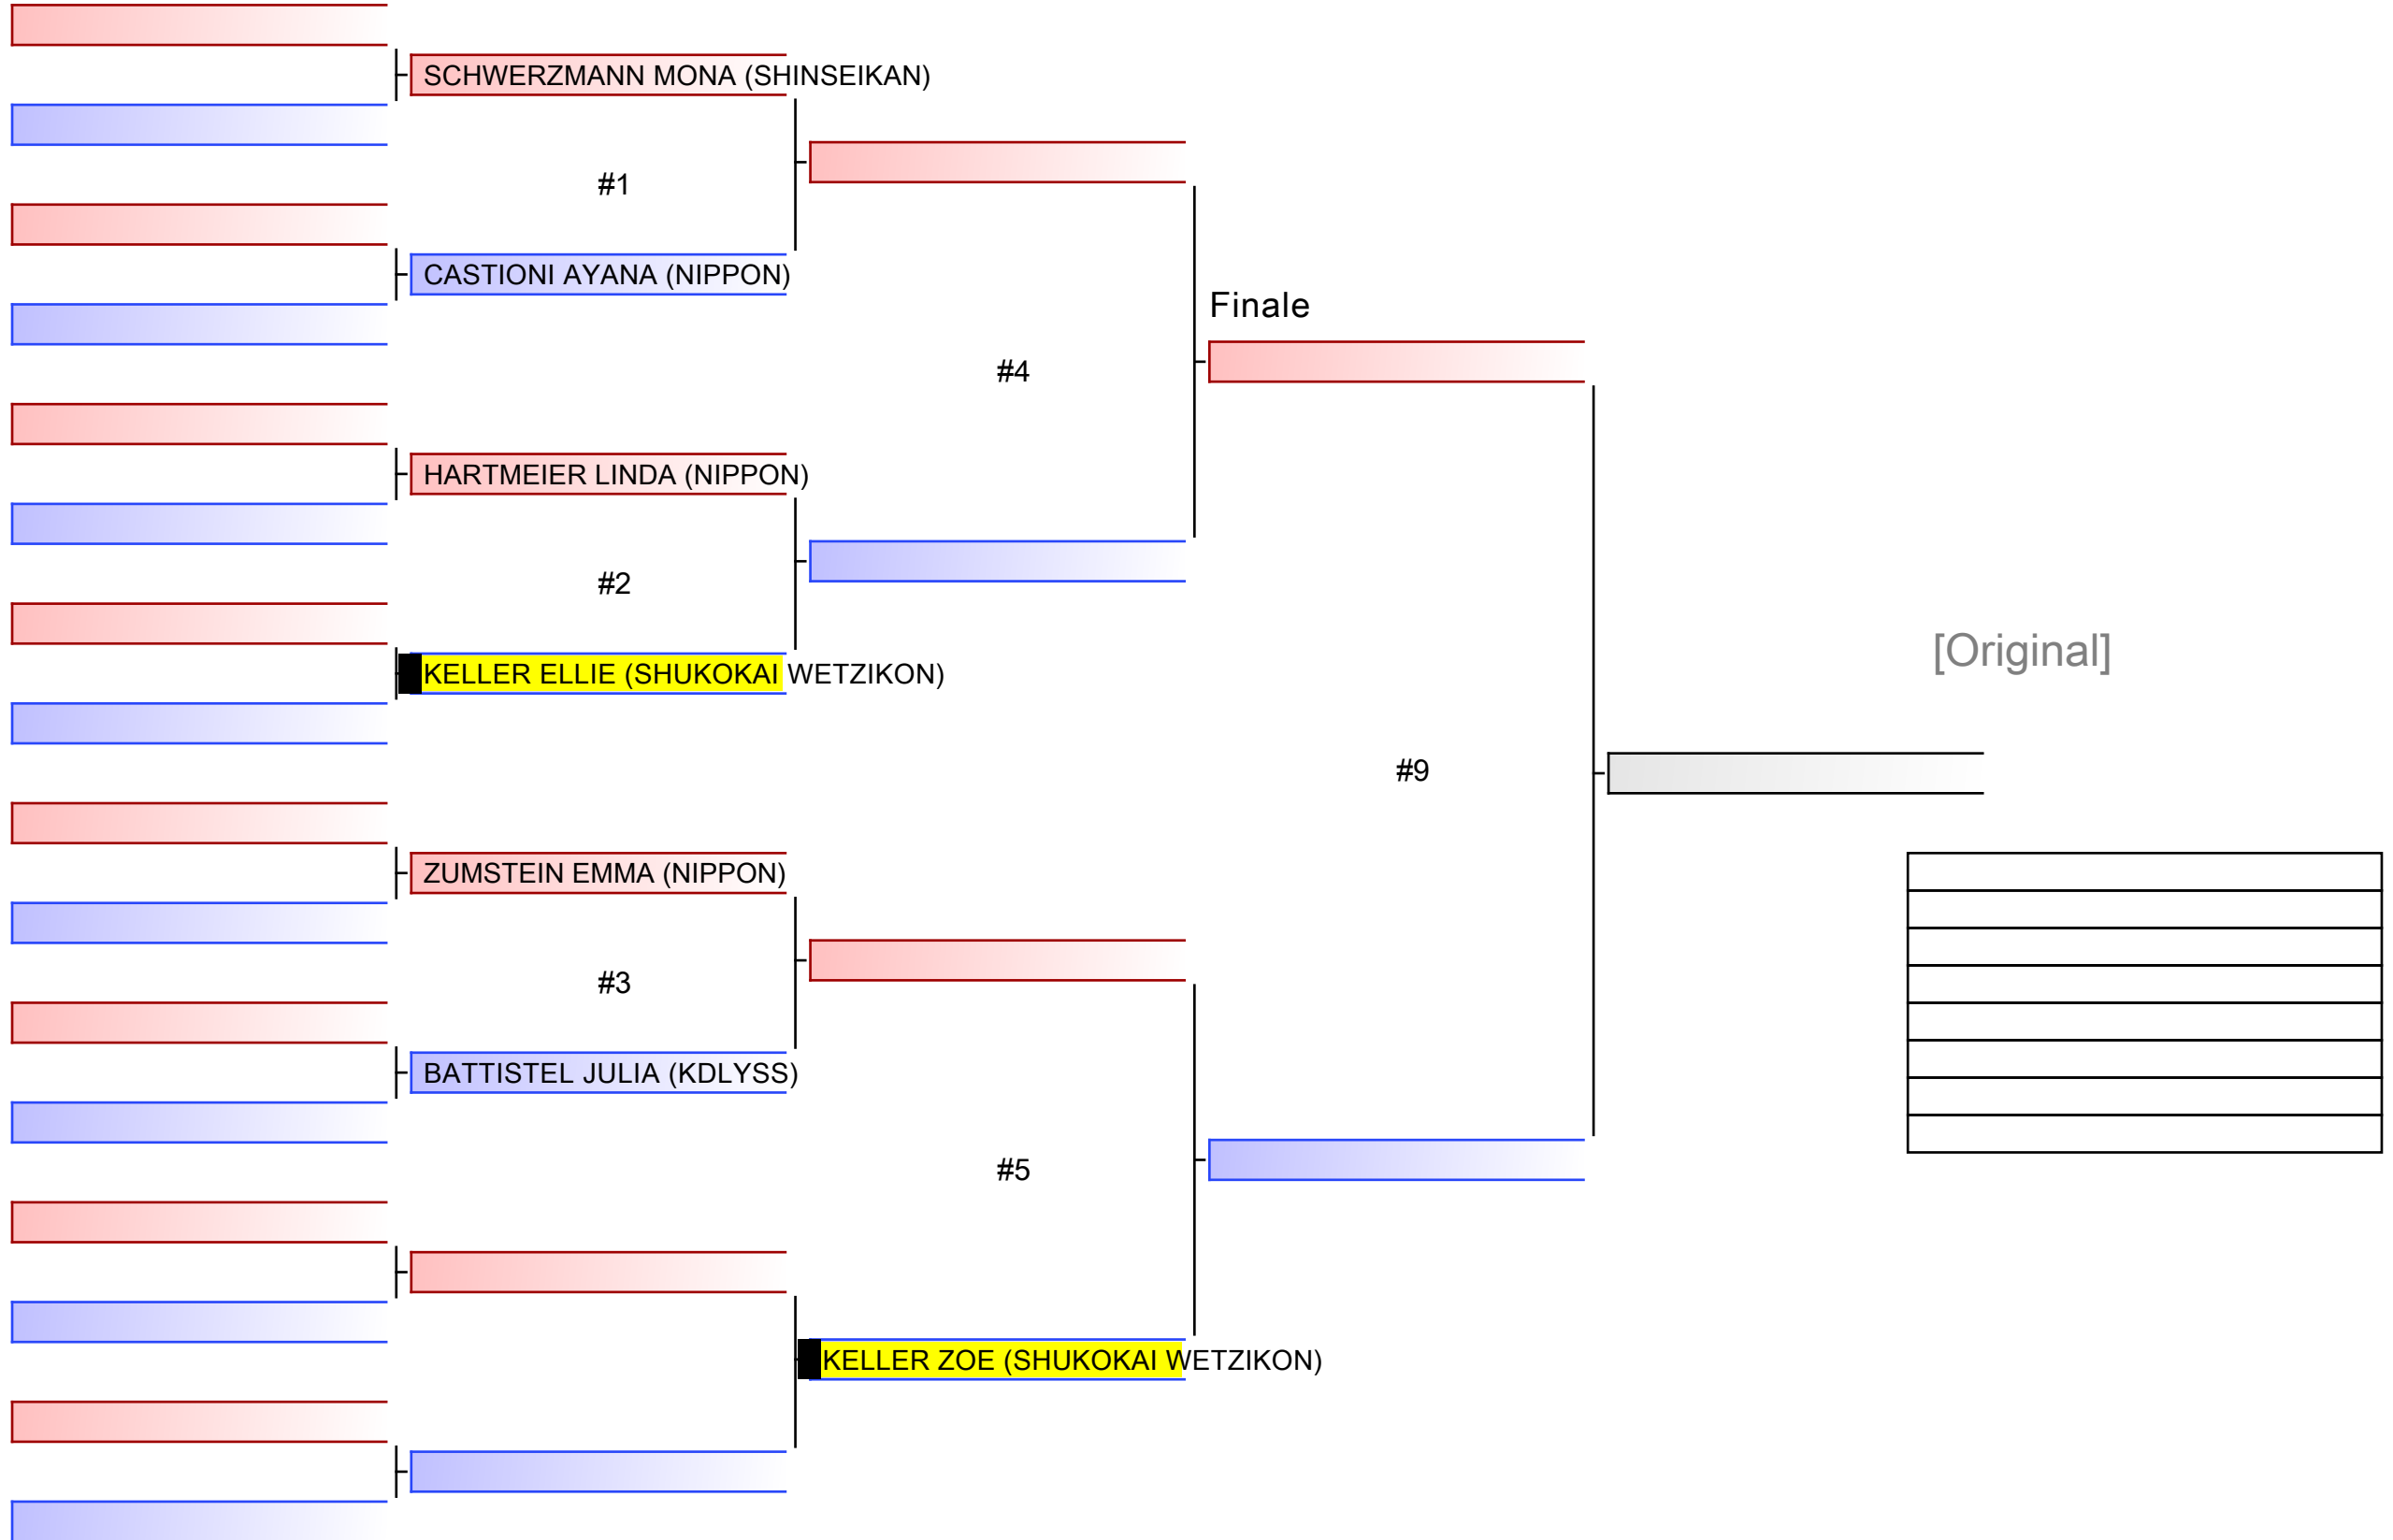 SCHWERZMANN MONA (SHINSEIKAN)
#1
CASTIONI AYANA (NIPPON)
Finale
#4
HARTMEIER LINDA (NIPPON)
#2
KELLER ELLIE (SHUKOKAI WETZIKON)
[Original]
#9
ZUMSTEIN EMMA (NIPPON)
#3
BATTISTEL JULIA (KDLYSS)
#5
KELLER ZOE (SHUKOKAI WETZIKON)